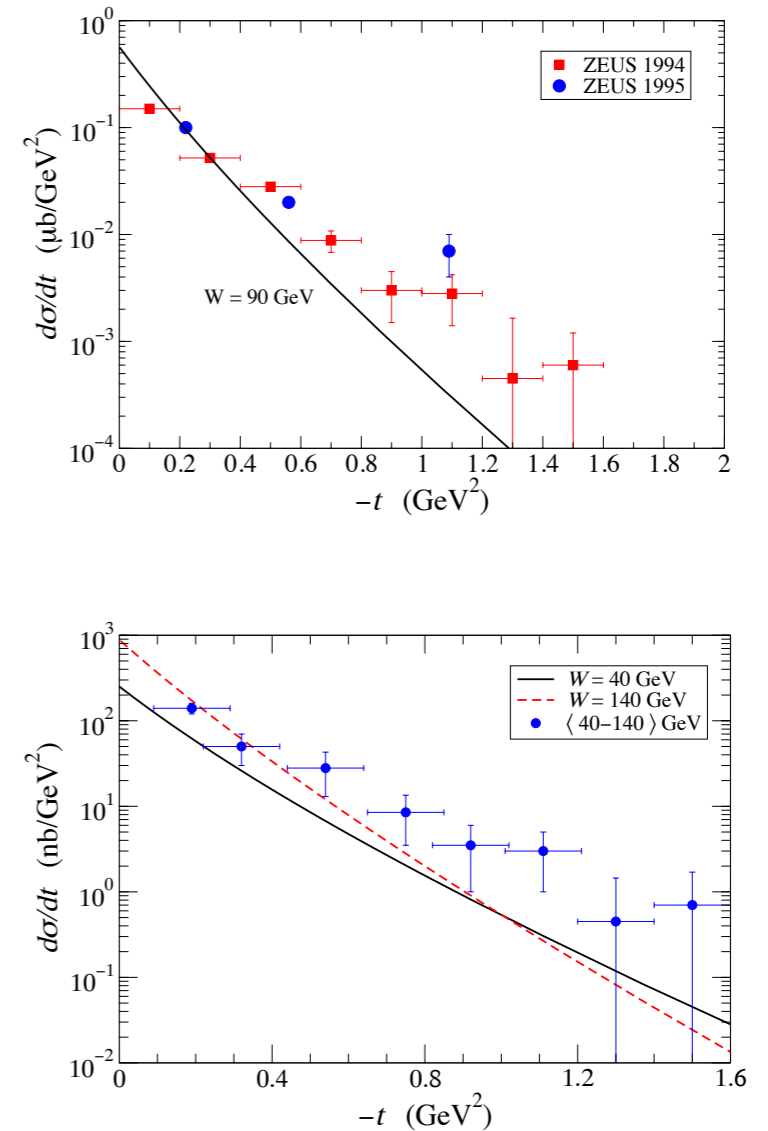 10^0
ZEUS 1994
ZEUS 1995
10^−1
dσ/dt (μb/GeV^2)
10^−2
W = 90 GeV
10^−3
10^−4
0 0.2 0.4 0.6 0.8 1 1.2 1.4 1.6 1.8 2
−t (GeV^2)
10^3
W = 40 GeV
W = 140 GeV
⟨ 40−140 ⟩ GeV
10^2
dσ/dt (nb/GeV^2)
10^1
10^0
10^−1
10^−2
0 0.4 0.8 1.2 1.6
−t (GeV^2)